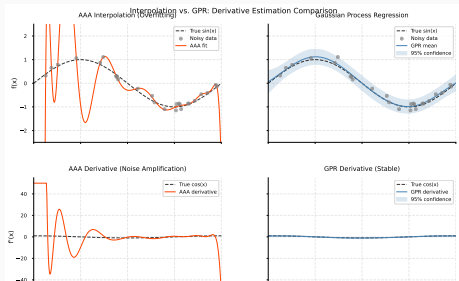 Interpolation vs. GPR: Derivative Estimation Comparison
AAA Interpolation (Overfitting)
2
1
0
−1
−2
f(x)
True sin(x)
Noisy data
AAA fit
Gaussian Process Regression
True sin(x)
Noisy data
GPR mean
95% confidence
AAA Derivative (Noise Amplification)
40
20
0
−20
−40
f'(x)
True cos(x)
AAA derivative
GPR Derivative (Stable)
True cos(x)
GPR derivative
95% confidence